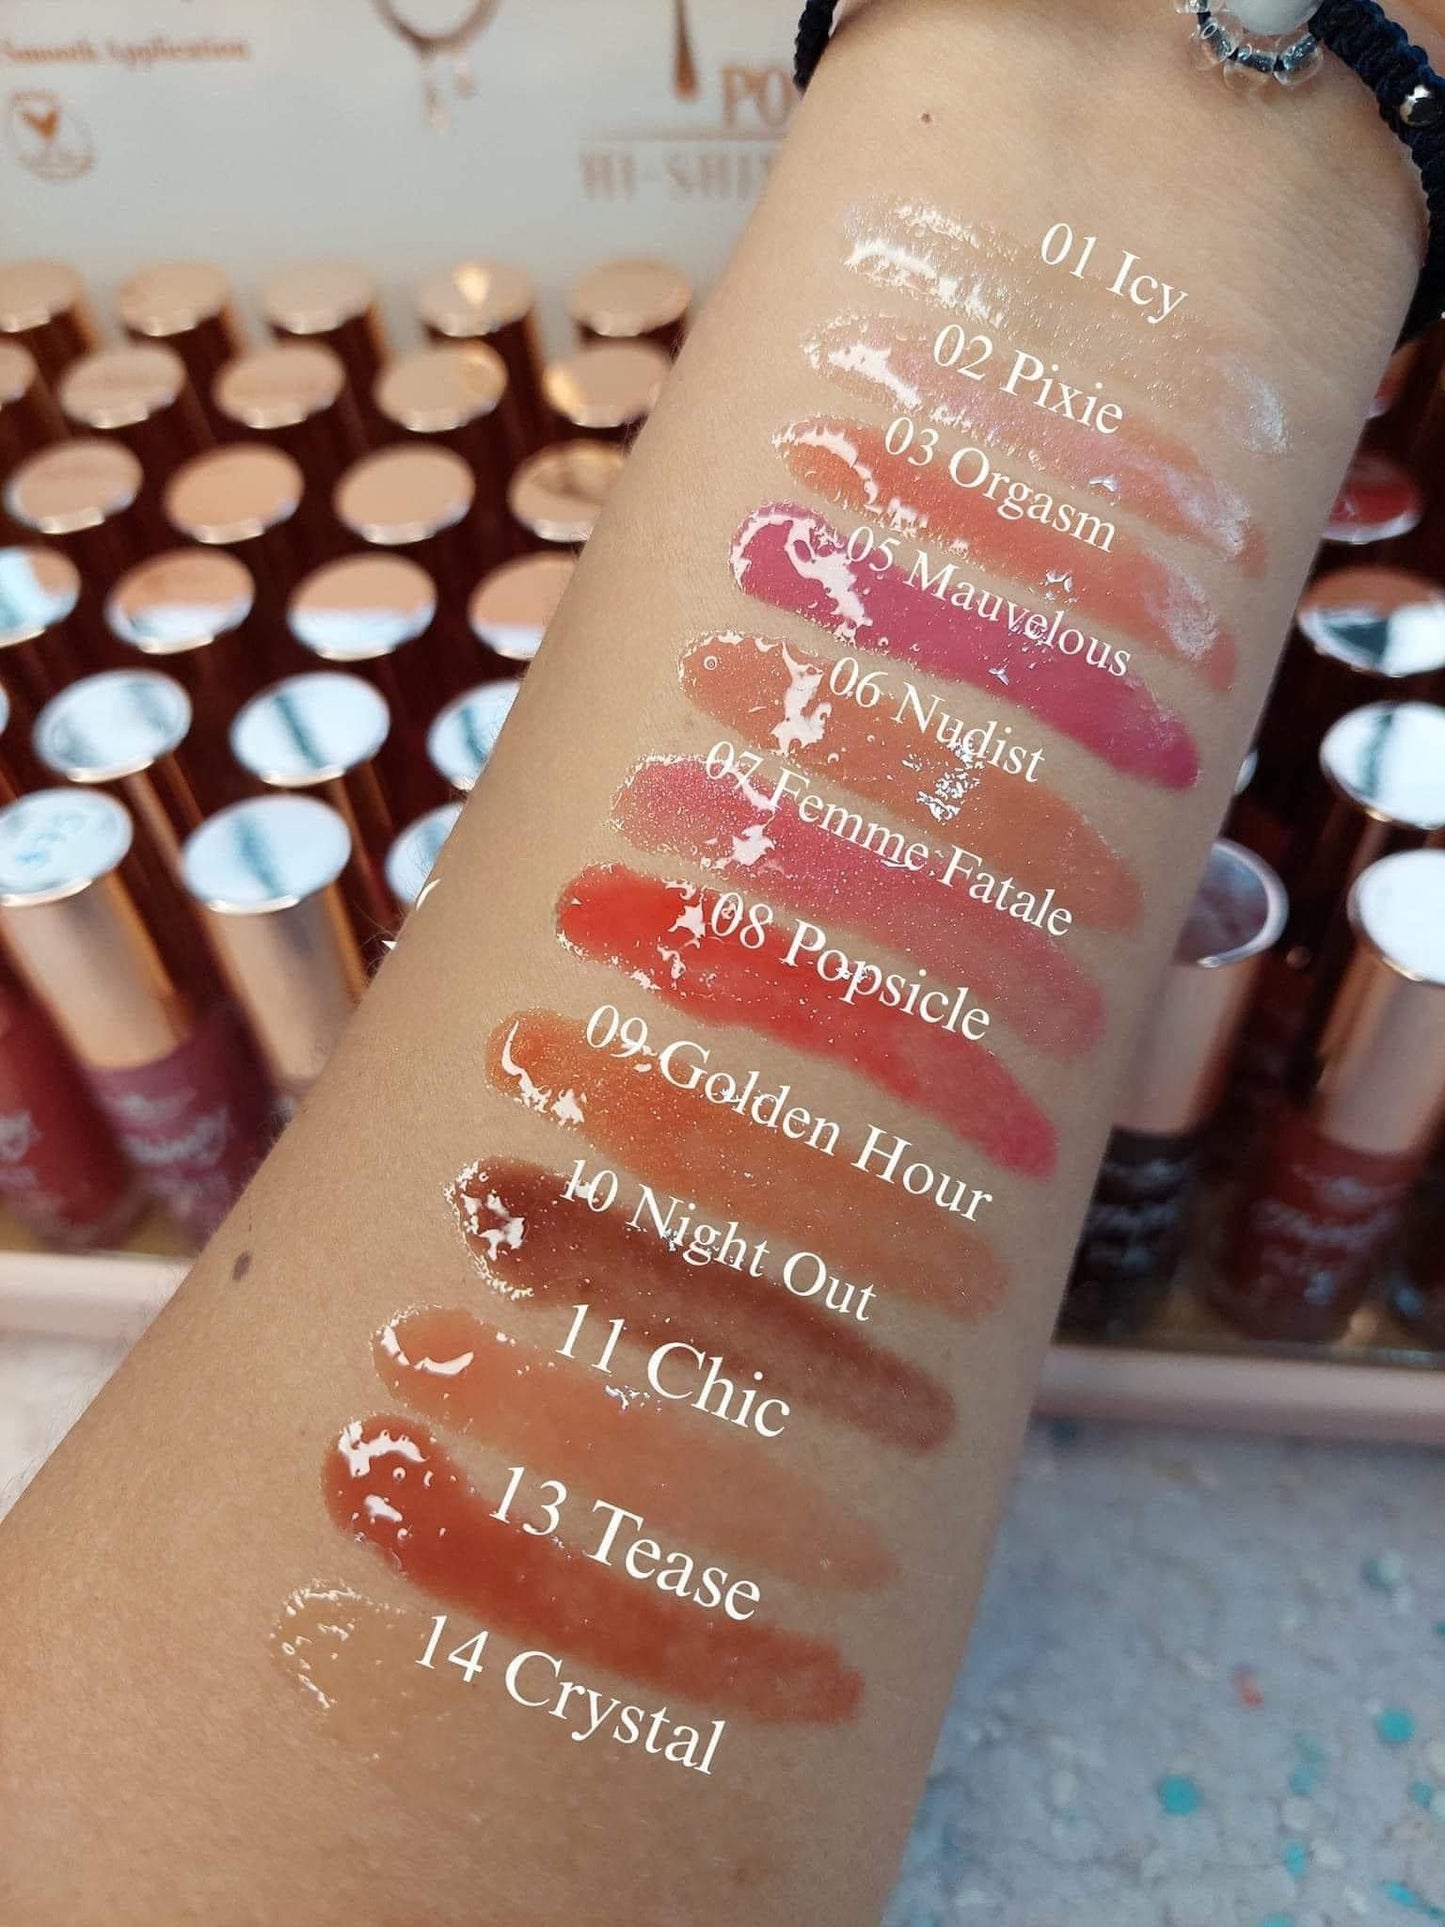 Smooth Application
PO
HI-SHI
01 Icy
02 Pixie
03 Orgasm
05 Mauvelous
06 Nudist
07 Femme Fatale
08 Popsicle
09 Golden Hour
10 Night Out
11 Chic
13 Tease
14 Crystal